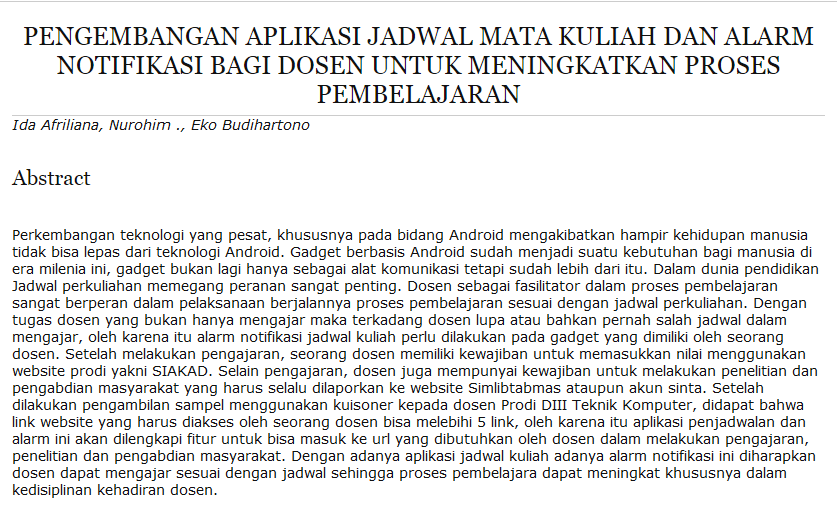 PENGEMBANGAN APLIKASI JADWAL MATA KULIAH DAN ALARM
NOTIFIKASI BAGI DOSEN UNTUK MENINGKATKAN PROSES
PEMBELAJARAN
Ida Afriliana, Nurohim ., Eko Budihartono
Abstract
Perkembangan teknologi yang pesat, khususnya pada bidang Android mengakibatkan hampir kehidupan manusia
tidak bisa lepas dari teknologi Android. Gadget berbasis Android sudah menjadi suatu kebutuhan bagi manusia di
era milenia ini, gadget bukan lagi hanya sebagai alat komunikasi tetapi sudah lebih dari itu. Dalam dunia pendidikan
Jadwal perkuliahan memegang peranan sangat penting. Dosen sebagai fasilitator dalam proses pembelajaran
sangat berperan dalam pelaksanaan berjalannya proses pembelajaran sesuai dengan jadwal perkuliahan. Dengan
tugas dosen yang bukan hanya mengajar maka terkadang dosen lupa atau bahkan pernah salah jadwal dalam
mengajar, oleh karena itu alarm notifikasi jadwal kuliah perlu dilakukan pada gadget yang dimiliki oleh seorang
dosen. Setelah melakukan pengajaran, seorang dosen memiliki kewajiban untuk memasukkan nilai menggunakan
website prodi yakni SIAKAD. Selain pengajaran, dosen juga mempunyai kewajiban untuk melakukan penelitian dan
pengabdian masyarakat yang harus selalu dilaporkan ke website Simlibtabmas ataupun akun sinta. Setelah
dilakukan pengambilan sampel menggunakan kuisoner kepada dosen Prodi DIII Teknik Komputer, didapat bahwa
link website yang harus diakses oleh seorang dosen bisa melebihi 5 link, oleh karena itu aplikasi penjadwalan dan
alarm ini akan dilengkapi fitur untuk bisa masuk ke url yang dibutuhkan oleh dosen dalam melakukan pengajaran,
penelitian dan pengabdian masyarakat. Dengan adanya aplikasi jadwal kuliah adanya alarm notifikasi ini diharapkan
dosen dapat mengajar sesuai dengan jadwal sehingga proses pembelajara dapat meningkat khususnya dalam
kedisiplinan kehadiran dosen.